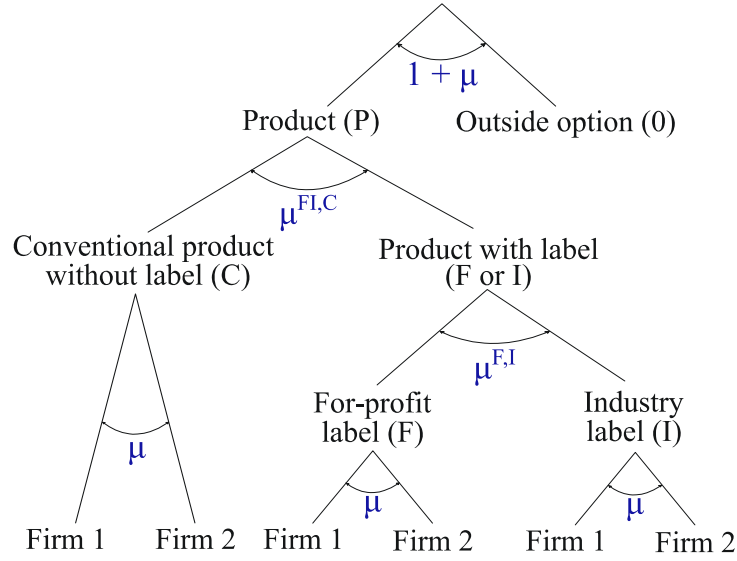 1 + μ
Product (P)
Outside option (0)
μ^FI,C
Conventional product
without label (C)
Product with label
(F or I)
μ^F,I
For-profit
label (F)
Industry
label (I)
μ
μ
μ
Firm 1
Firm 2
Firm 1
Firm 2
Firm 1
Firm 2